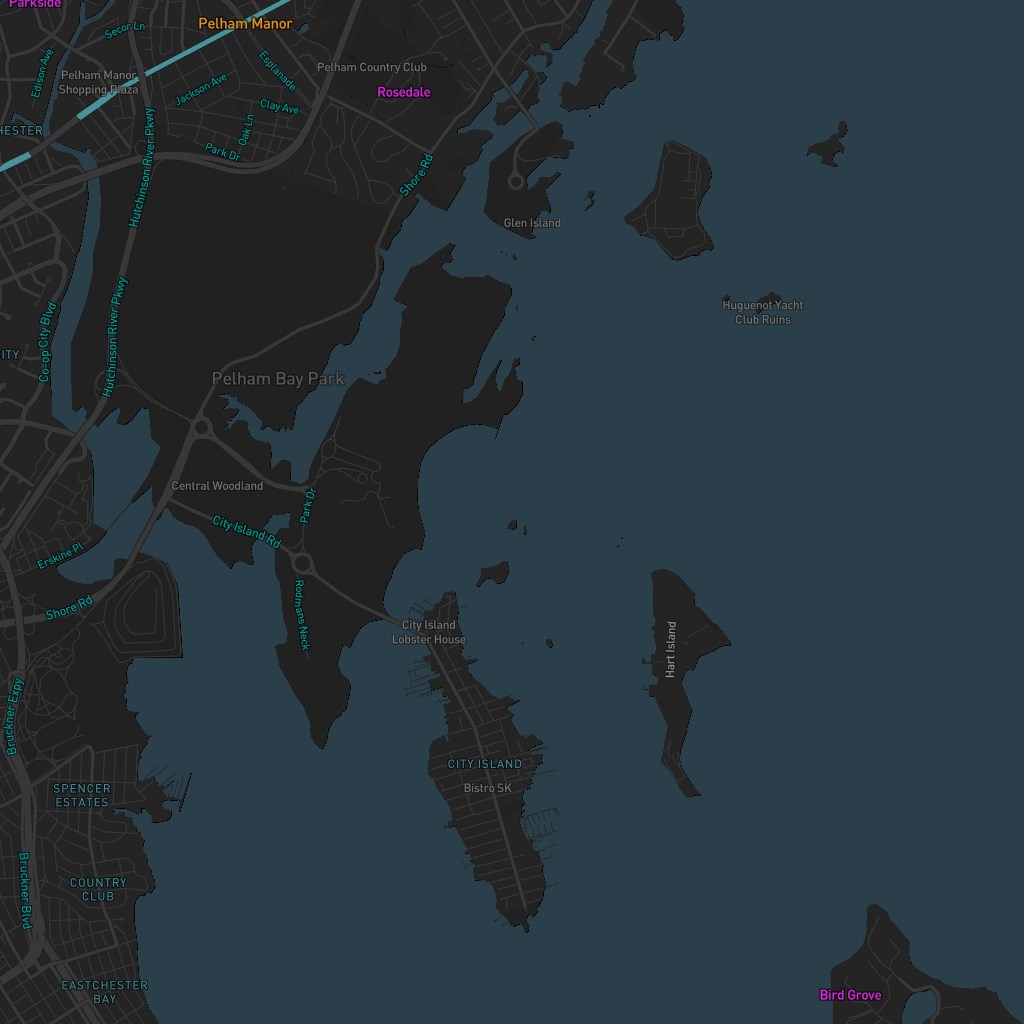 Parkside
Pelham Manor
Secor Ln
Edison Ave
Pelham Manor
Shopping Plaza
Esplanade
Pelham Country Club
Jackson Ave
Rosedale
Clay Ave
Oak Ln
HESTER
Park Dr
Hutchinson River Pkwy
Shore Rd
Glen Island
Hutchinson River Pkwy
Co-op City Blvd
Huguenot Yacht
Club Ruins
ITY
Pelham Bay Park
Central Woodland
Park Dr
City Island Rd
Erskine Pl
Shore Rd
Rodmans Neck
City Island
Lobster House
Hart Island
Bruckner Expy
CITY ISLAND
Bistro SK
SPENCER
ESTATES
Bruckner Blvd
COUNTRY
CLUB
EASTCHESTER
BAY
Bird Grove